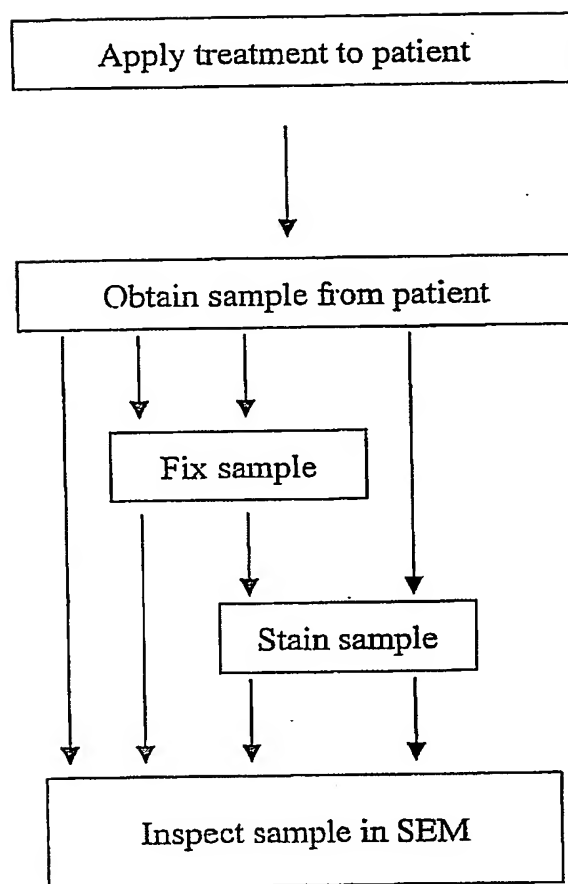 Apply treatment to patient
Obtain sample from patient
Fix sample
Stain sample
Inspect sample in SEM